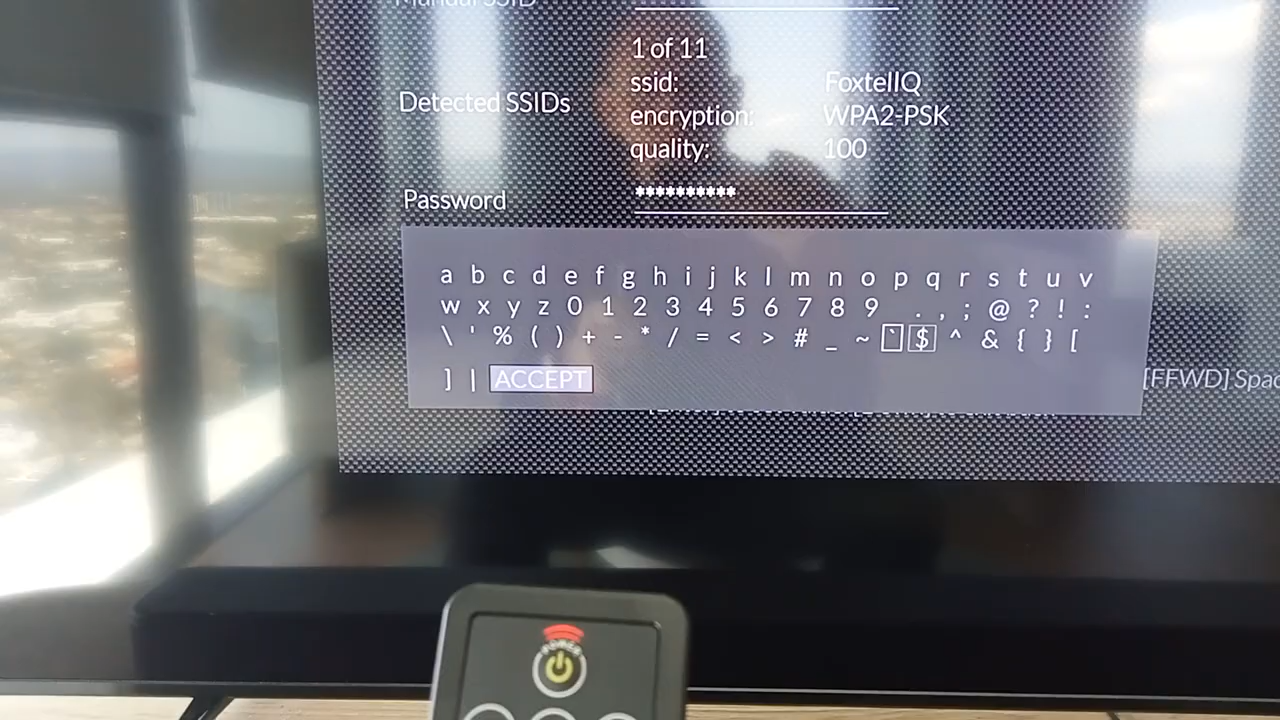 Manual SSID
1 of 11
ssid: FoxtelIQ
Detected SSIDs
encryption: WPA2-PSK
quality: 100
Password **********
a b c d e f g h i j k l m n o p q r s t u v
w x y z 0 1 2 3 4 5 6 7 8 9 . , ; @ ? ! :
\ ' % ( ) + - * / = < > # _ ~ ` $ ^ & { } [
] | ACCEPT
[FFWD] Spac
POWER